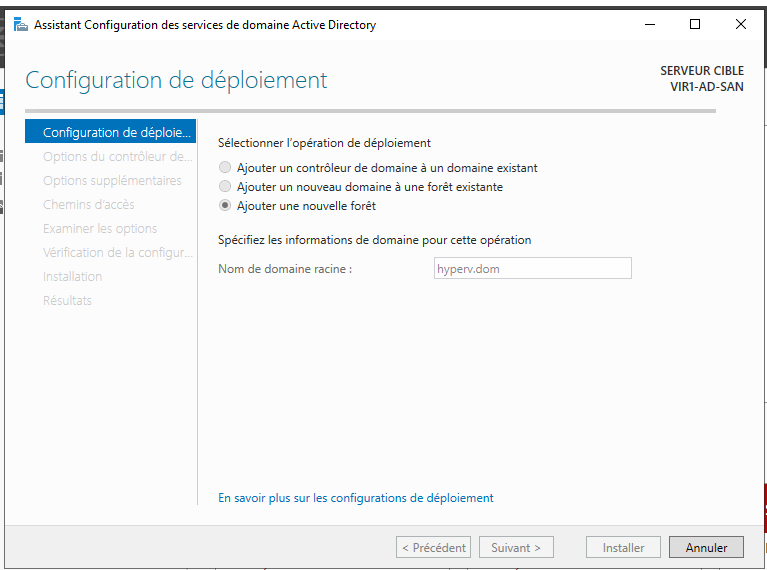 Assistant Configuration des services de domaine Active Directory
Configuration de déploiement
SERVEUR CIBLE
VIR1-AD-SAN
Configuration de déploie...
Options du contrôleur de...
Options supplémentaires
Chemins d'accès
Examiner les options
Vérification de la configur...
Installation
Résultats
Sélectionner l'opération de déploiement
Ajouter un contrôleur de domaine à un domaine existant
Ajouter un nouveau domaine à une forêt existante
Ajouter une nouvelle forêt
Spécifiez les informations de domaine pour cette opération
Nom de domaine racine : hyperv.dom
En savoir plus sur les configurations de déploiement
< Précédent Suivant > Installer Annuler